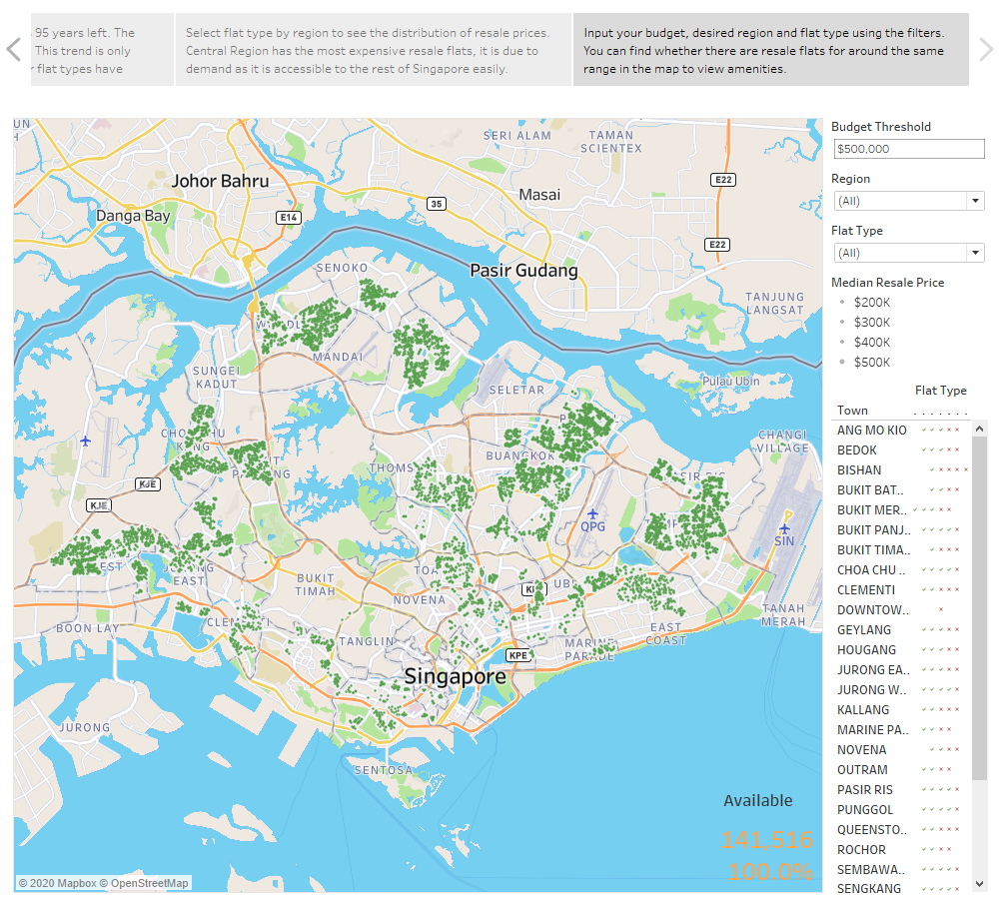 95 years left. The
This trend is only
flat types have
Select flat type by region to see the distribution of resale prices.
Central Region has the most expensive resale flats, it is due to
demand as it is accessible to the rest of Singapore easily.
Input your budget, desired region and flat type using the filters.
You can find whether there are resale flats for around the same
range in the map to view amenities.
UN
SERI ALAM
TAMAN
SCIENTEX
Johor Bahru
E22
Masai
35
Danga Bay
E14
E22
SENOKO
Pasir Gudang
TANJUNG
LANGSAT
MANDAI
SUNGEI
KADUT
Pulau Ubin
SELETAR
CHANGI
VILLAGE
BUANGKOK
THOMS
KJE
KJE
QPG
SIN
EAST
BUKIT
TIMAH
NOVENA
TANAH
MERAH
BOON LAY
EAST
COAST
TANGLIN
MARINE
PARADE
KPE
Singapore
JURONG
SENTOSA
Available
141,516
100.0%
© 2020 Mapbox © OpenStreetMap
Budget Threshold
$500,000
Region
(All)
Flat Type
(All)
Median Resale Price
$200K
$300K
$400K
$500K
Flat Type
Town
ANG MO KIO
BEDOK
BISHAN
BUKIT BAT..
BUKIT MER..
BUKIT PANJ..
BUKIT TIMA..
CHOA CHU ..
CLEMENTI
DOWNTOW..
GEYLANG
HOUGANG
JURONG EA..
JURONG W..
KALLANG
MARINE PA..
NOVENA
OUTRAM
PASIR RIS
PUNGGOL
QUEENSTO..
ROCHOR
SEMBAWA..
SENGKANG